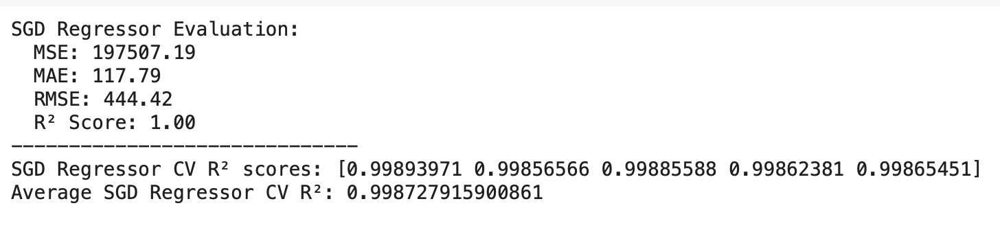 SGD Regressor Evaluation:
  MSE: 197507.19
  MAE: 117.79
  RMSE: 444.42
  R² Score: 1.00
------------------------------
SGD Regressor CV R² scores: [0.99893971 0.99856566 0.99885588 0.99862381 0.99865451]
Average SGD Regressor CV R²: 0.998727915900861